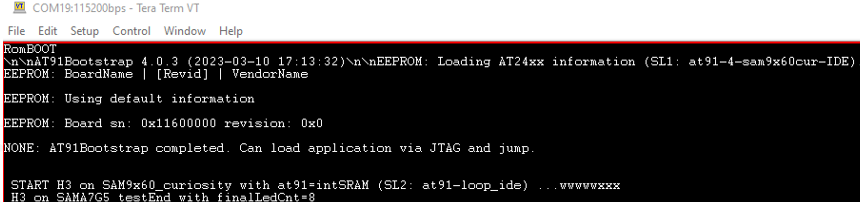 COM19:115200bps - Tera Term VT
File Edit Setup Control Window Help
RomBOOT
\n\nAT91Bootstrap 4.0.3 (2023-03-10 17:13:32)\n\nEEPROM: Loading AT24xx information (SL1: at91-4-sam9x60cur-IDE)
EEPROM: BoardName | [Revid] | VendorName
EEPROM: Using default information
EEPROM: Board sn: 0x11600000 revision: 0x0
NONE: AT91Bootstrap completed. Can load application via JTAG and jump.
START H3 on SAM9x60_curiosity with at91=intSRAM (SL2: at91-loop_ide) ...wwwwwxxx
H3 on SAMA7G5 testEnd with finalLedCnt=8